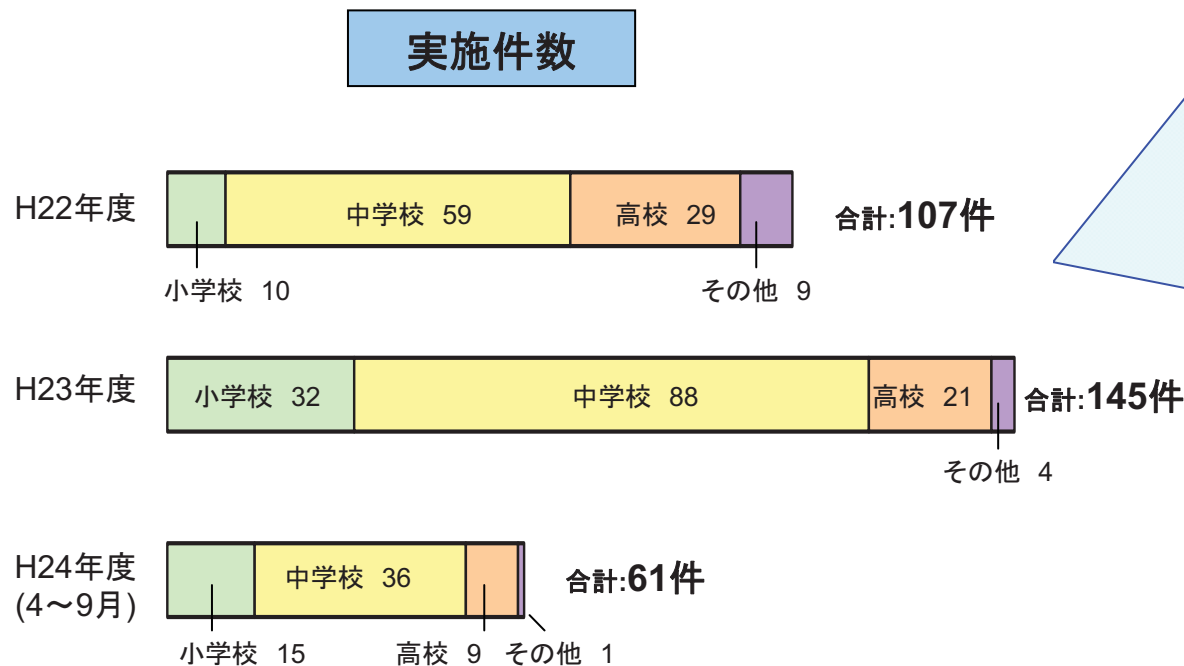 実施件数
H22年度
中学校 59
高校 29
合計:107件
小学校 10
その他 9
H23年度
小学校 32
中学校 88
高校 21
合計:145件
その他 4
H24年度
(4～9月)
中学校 36
合計:61件
小学校 15
高校 9
その他 1